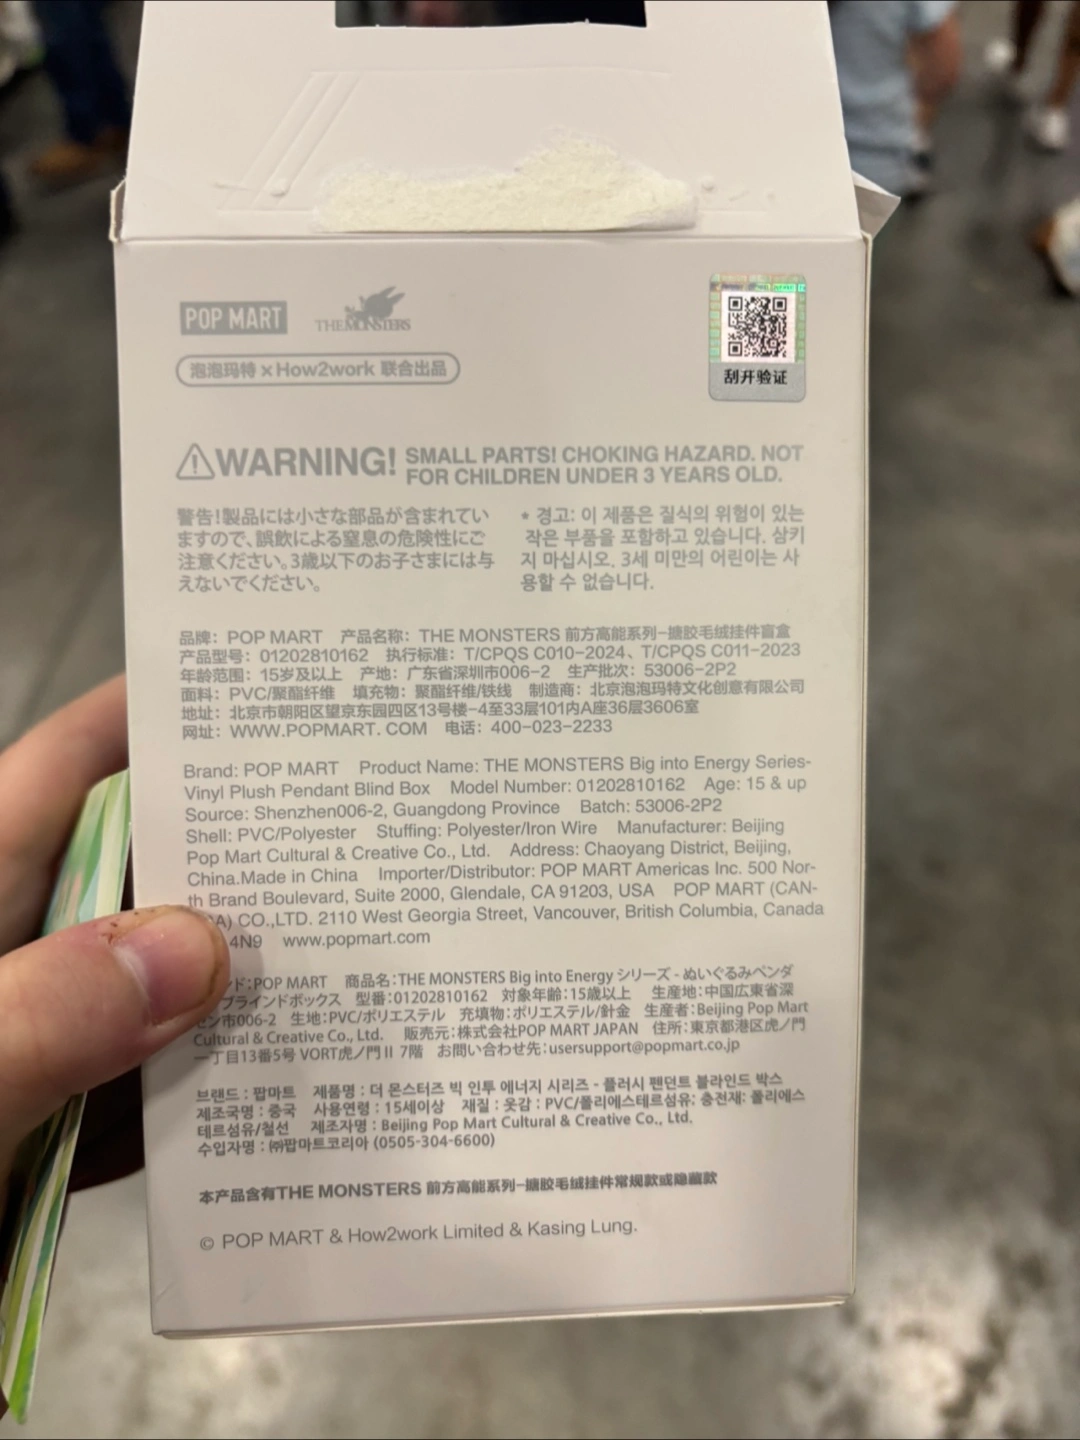 POP MART
THE MONSTERS
泡泡玛特 × How2work 联合出品
刮开验证
WARNING! SMALL PARTS! CHOKING HAZARD. NOT
FOR CHILDREN UNDER 3 YEARS OLD.
警告!製品には小さな部品が含まれてい
ますので、誤飲による窒息の危険性にご
注意ください。3歳以下のお子さまには与
えないでください。
* 경고: 이 제품은 질식의 위험이 있는
작은 부품을 포함하고 있습니다. 삼키
지 마십시오. 3세 미만의 어린이는 사
용할 수 없습니다.
品牌: POP MART 产品名称: THE MONSTERS 前方高能系列-搪胶毛绒挂件盲盒
产品型号: 01202810162 执行标准: T/CPQS C010-2024、T/CPQS C011-2023
年龄范围: 15岁及以上 产地: 广东省深圳市006-2 生产批次: 53006-2P2
面料: PVC/聚酯纤维 填充物: 聚酯纤维/铁线 制造商: 北京泡泡玛特文化创意有限公司
地址: 北京市朝阳区望京东园四区13号楼-4至33层101内A座36层3606室
网址: WWW.POPMART. COM 电话: 400-023-2233
Brand: POP MART Product Name: THE MONSTERS Big into Energy Series-
Vinyl Plush Pendant Blind Box Model Number: 01202810162 Age: 15 & up
Source: Shenzhen006-2, Guangdong Province Batch: 53006-2P2
Shell: PVC/Polyester Stuffing: Polyester/Iron Wire Manufacturer: Beijing
Pop Mart Cultural & Creative Co., Ltd. Address: Chaoyang District, Beijing,
China.Made in China Importer/Distributor: POP MART Americas Inc. 500 Nor-
th Brand Boulevard, Suite 2000, Glendale, CA 91203, USA POP MART (CAN-
A) CO.,LTD. 2110 West Georgia Street, Vancouver, British Columbia, Canada
4N9 www.popmart.com
ド:POP MART 商品名:THE MONSTERS Big into Energy シリーズ - ぬいぐるみペンダ
ブラインドボックス 型番:01202810162 対象年齢:15歳以上 生産地:中国広東省深
セン市006-2 生地:PVC/ポリエステル 充填物:ポリエステル/針金 生産者:Beijing Pop Mart
Cultural & Creative Co., Ltd. 販売元:株式会社POP MART JAPAN 住所:東京都港区虎ノ門
一丁目13番5号 VORT虎ノ門Ⅱ 7階 お問い合わせ先:usersupport@popmart.co.jp
브랜드 : 팝마트 제품명 : 더 몬스터즈 빅 인투 에너지 시리즈 - 플러시 펜던트 블라인드 박스
제조국명 : 중국 사용연령 : 15세이상 재질 : 옷감 : PVC/폴리에스테르섬유: 충전재: 폴리에스
테르섬유/철선 제조자명 : Beijing Pop Mart Cultural & Creative Co., Ltd.
수입자명 : ㈜팝마트코리아 (0505-304-6600)
本产品含有THE MONSTERS 前方高能系列-搪胶毛绒挂件常规款或隐藏款
© POP MART & How2work Limited & Kasing Lung.